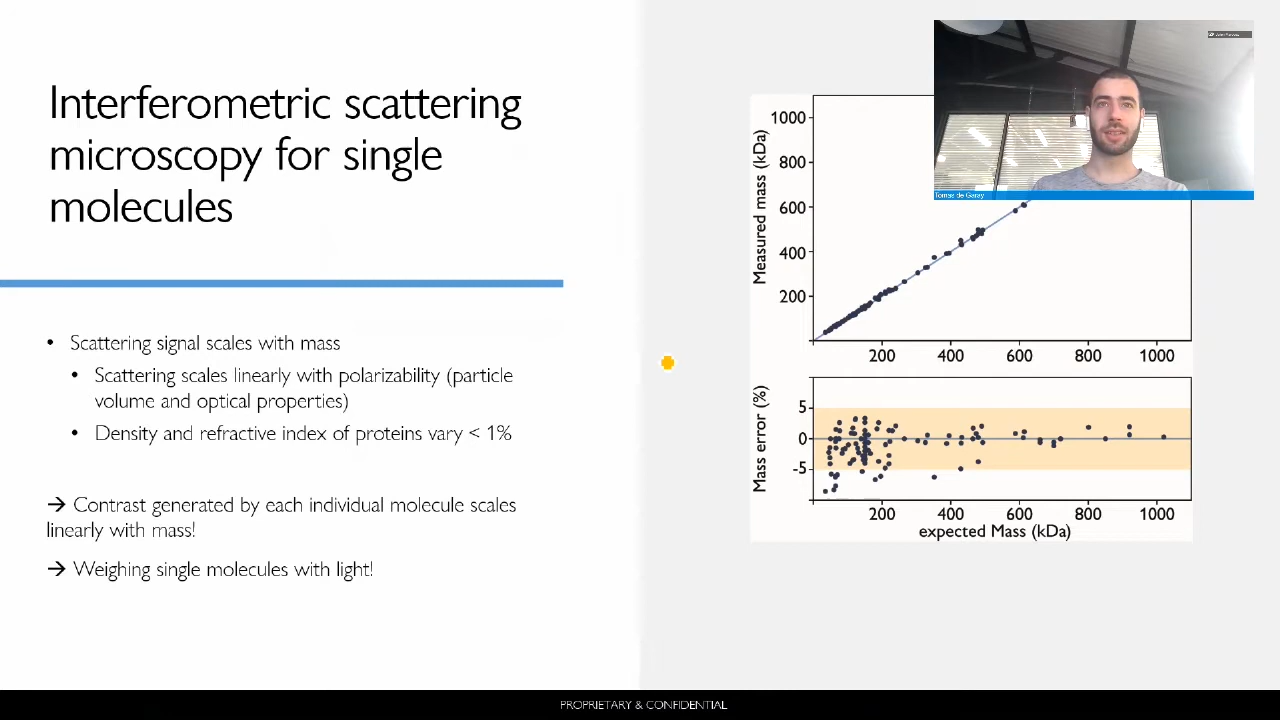 Interferometric scattering
microscopy for single
molecules
• Scattering signal scales with mass
• Scattering scales linearly with polarizability (particle
volume and optical properties)
• Density and refractive index of proteins vary < 1%
→ Contrast generated by each individual molecule scales
linearly with mass!
→ Weighing single molecules with light!
Measured mass (kDa)
1000
800
600
400
200
200 400 600 800 1000
Mass error (%)
5
0
-5
200 400 600 800 1000
expected Mass (kDa)
Tomas de Garay
PROPRIETARY & CONFIDENTIAL